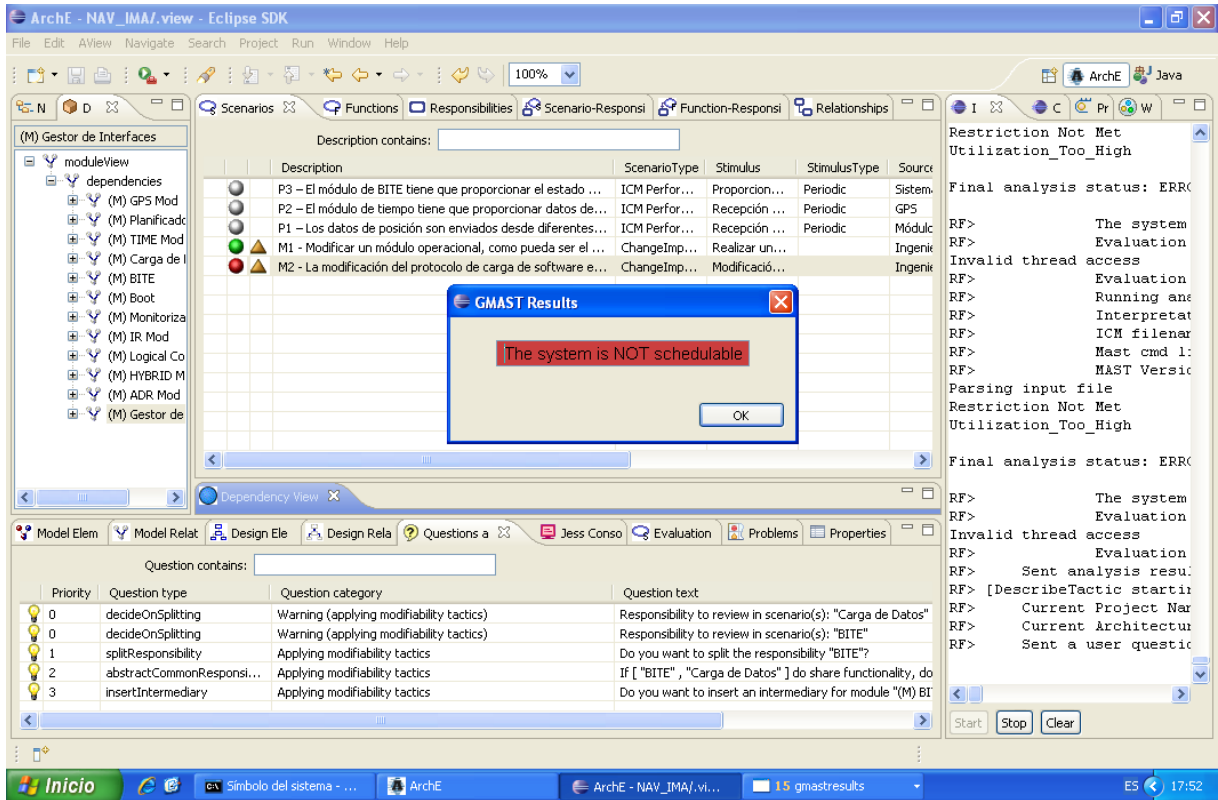 ArchE - NAV_IMA/.view - Eclipse SDK
File Edit AView Navigate Search Project Run Window Help
100%
ArchE Java
N D
(M) Gestor de Interfaces
moduleView
dependencies
(M) GPS Mod
(M) Planificado
(M) TIME Mod
(M) Carga de
(M) BITE
(M) Boot
(M) Monitoriza
(M) IR Mod
(M) Logical Co
(M) HYBRID M
(M) ADR Mod
(M) Gestor de
Scenarios Functions Responsibilities Scenario-Responsi Function-Responsi Relationships
Description contains:
Description ScenarioType Stimulus StimulusType Source
P3 – El módulo de BITE tiene que proporcionar el estado ... ICM Perfor... Proporcion... Periodic Sistem
P2 – El módulo de tiempo tiene que proporcionar datos de... ICM Perfor... Recepción ... Periodic GPS
P1 – Los datos de posición son enviados desde diferentes... ICM Perfor... Recepción ... Periodic Módulo
M1 - Modificar un módulo operacional, como pueda ser el ... ChangeImp... Realizar un... Ingenie
M2 - La modificación del protocolo de carga de software e... ChangeImp... Modificació... Ingenie
GMAST Results
The system is NOT schedulable
OK
Dependency View
I C Pr W
Restriction Not Met
Utilization_Too_High
Final analysis status: ERRO
RF> The system
RF> Evaluation
Invalid thread access
RF> Evaluation
RF> Running ana
RF> Interpretat
RF> ICM filenam
RF> Mast cmd li
RF> MAST Versio
Parsing input file
Restriction Not Met
Utilization_Too_High
Final analysis status: ERRO
RF> The system
RF> Evaluation
Invalid thread access
RF> Evaluation
RF> Sent analysis resul
RF> [DescribeTactic startin
RF> Current Project Nam
RF> Current Architectur
RF> Sent a user questio
Start Stop Clear
Model Elem Model Relat Design Ele Design Rela Questions a Jess Conso Evaluation Problems Properties
Question contains:
Priority Question type Question category Question text
0 decideOnSplitting Warning (applying modifiability tactics) Responsibility to review in scenario(s): "Carga de Datos"
0 decideOnSplitting Warning (applying modifiability tactics) Responsibility to review in scenario(s): "BITE"
1 splitResponsibility Applying modifiability tactics Do you want to split the responsibility "BITE"?
2 abstractCommonResponsi... Applying modifiability tactics If [ "BITE" , "Carga de Datos" ] do share functionality, do
3 insertIntermediary Applying modifiability tactics Do you want to insert an intermediary for module "(M) BI
Inicio Símbolo del sistema - ... ArchE ArchE - NAV_IMA/.vi... 15 gmastresults ES 17:52